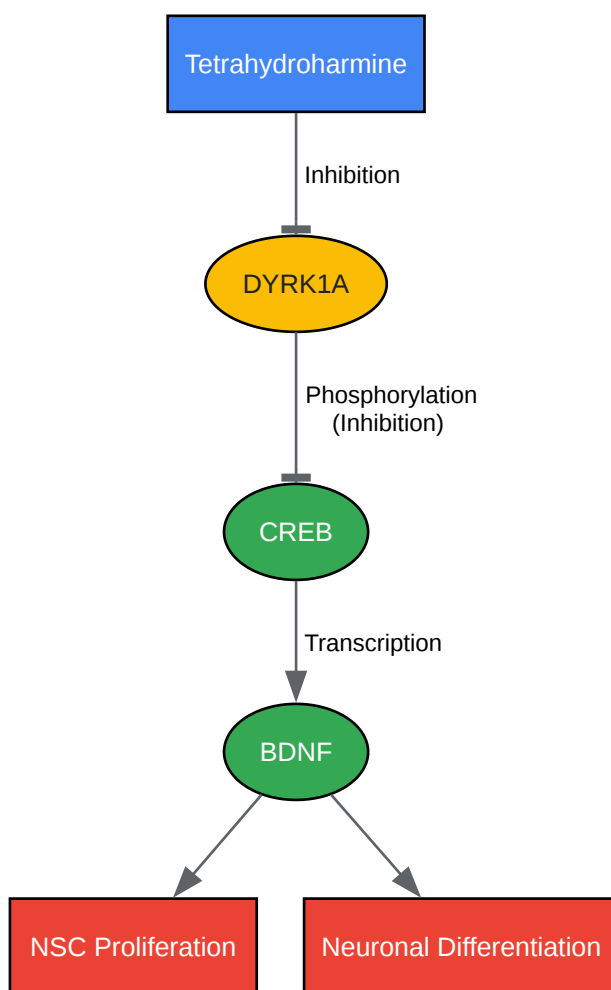 Tetrahydroharmine
Inhibition
DYRK1A
Phosphorylation
(Inhibition)
CREB
Transcription
BDNF
NSC Proliferation
Neuronal Differentiation